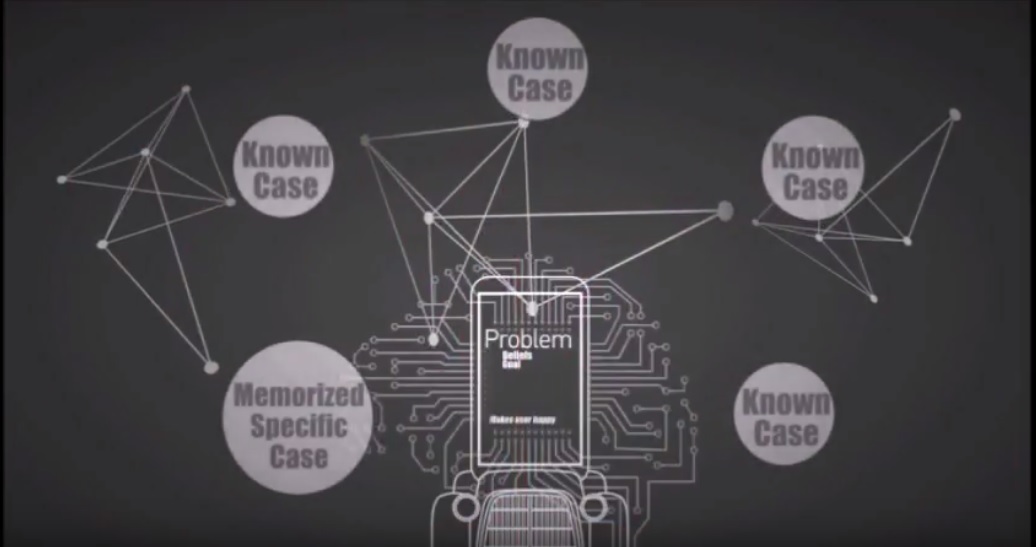 Known
Case
Known
Case
Known
Case
Problem
Beliefs
Goal
Makes user happy
Memorized
Specific
Case
Known
Case